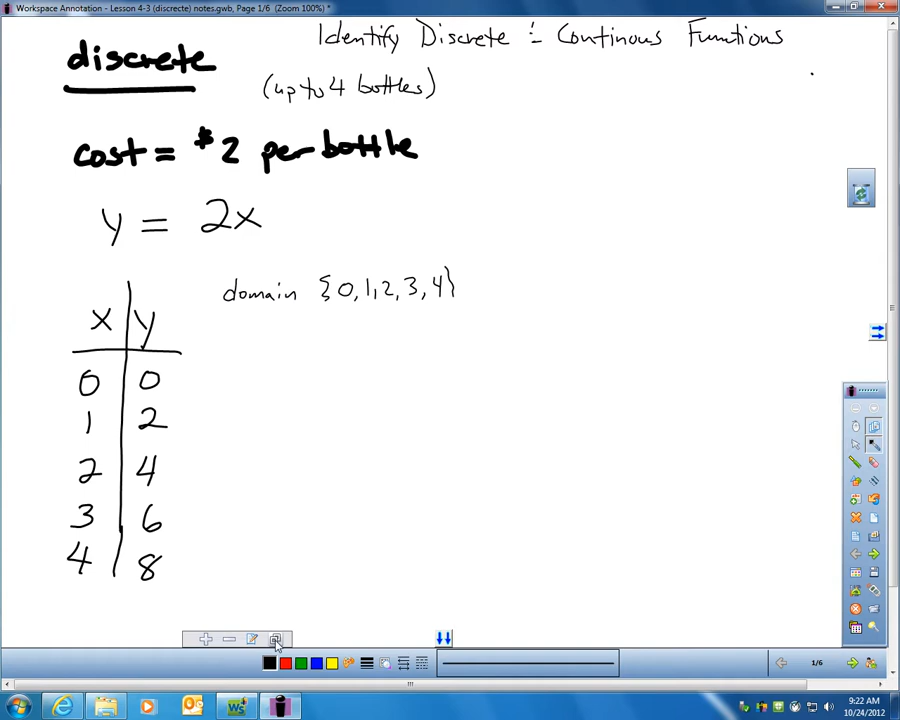 Workspace Annotation - Lesson 4-3 (discrecte) notes.gwb, Page 1/6 (Zoom 100%) *
Identify Discrete & Continous Functions
discrete
(up to 4 bottles)
cost = $2 per bottle
y = 2x
domain {0, 1, 2, 3, 4}
x y
0 0
1 2
2 4
3 6
4 8
1/6
9:22 AM
10/24/2012